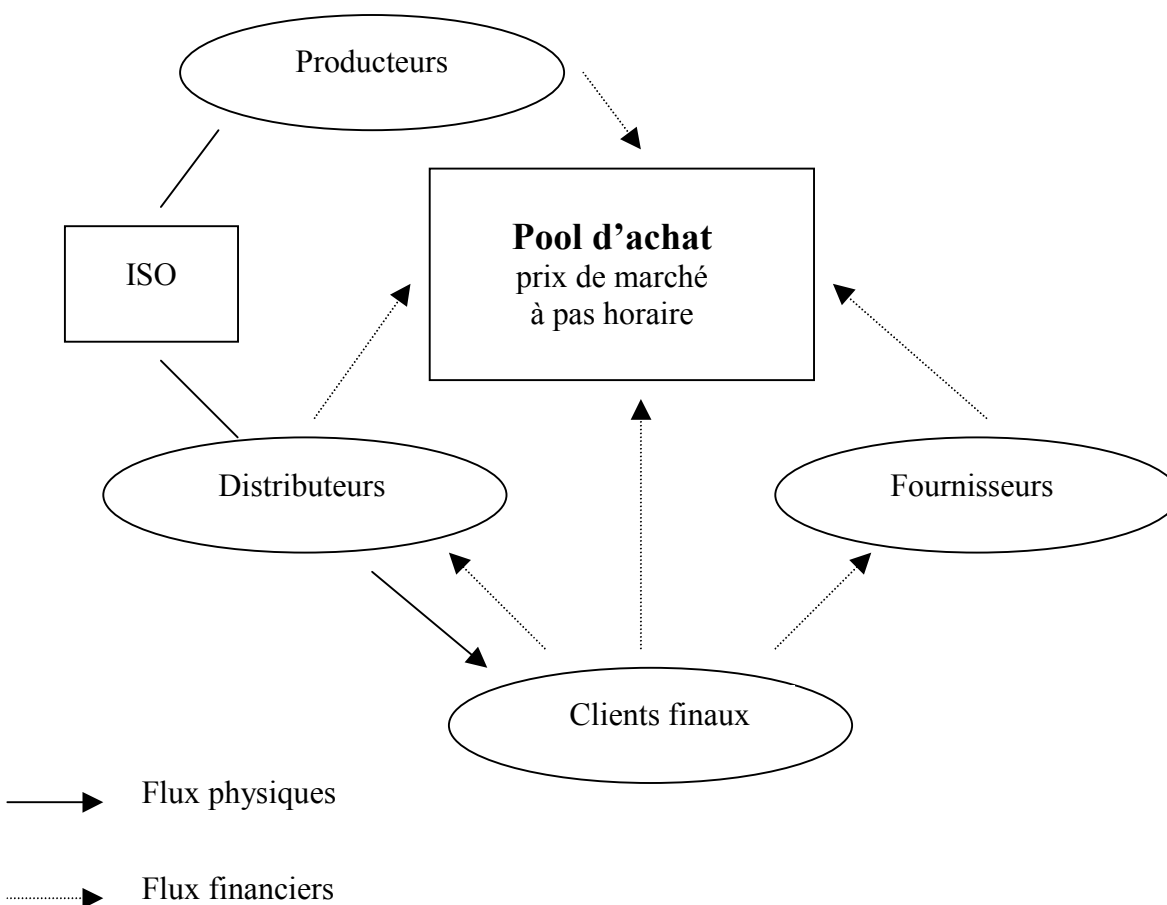 Producteurs
Pool d’achat
prix de marché
à pas horaire
ISO
Distributeurs
Fournisseurs
Clients finaux
Flux physiques
Flux financiers